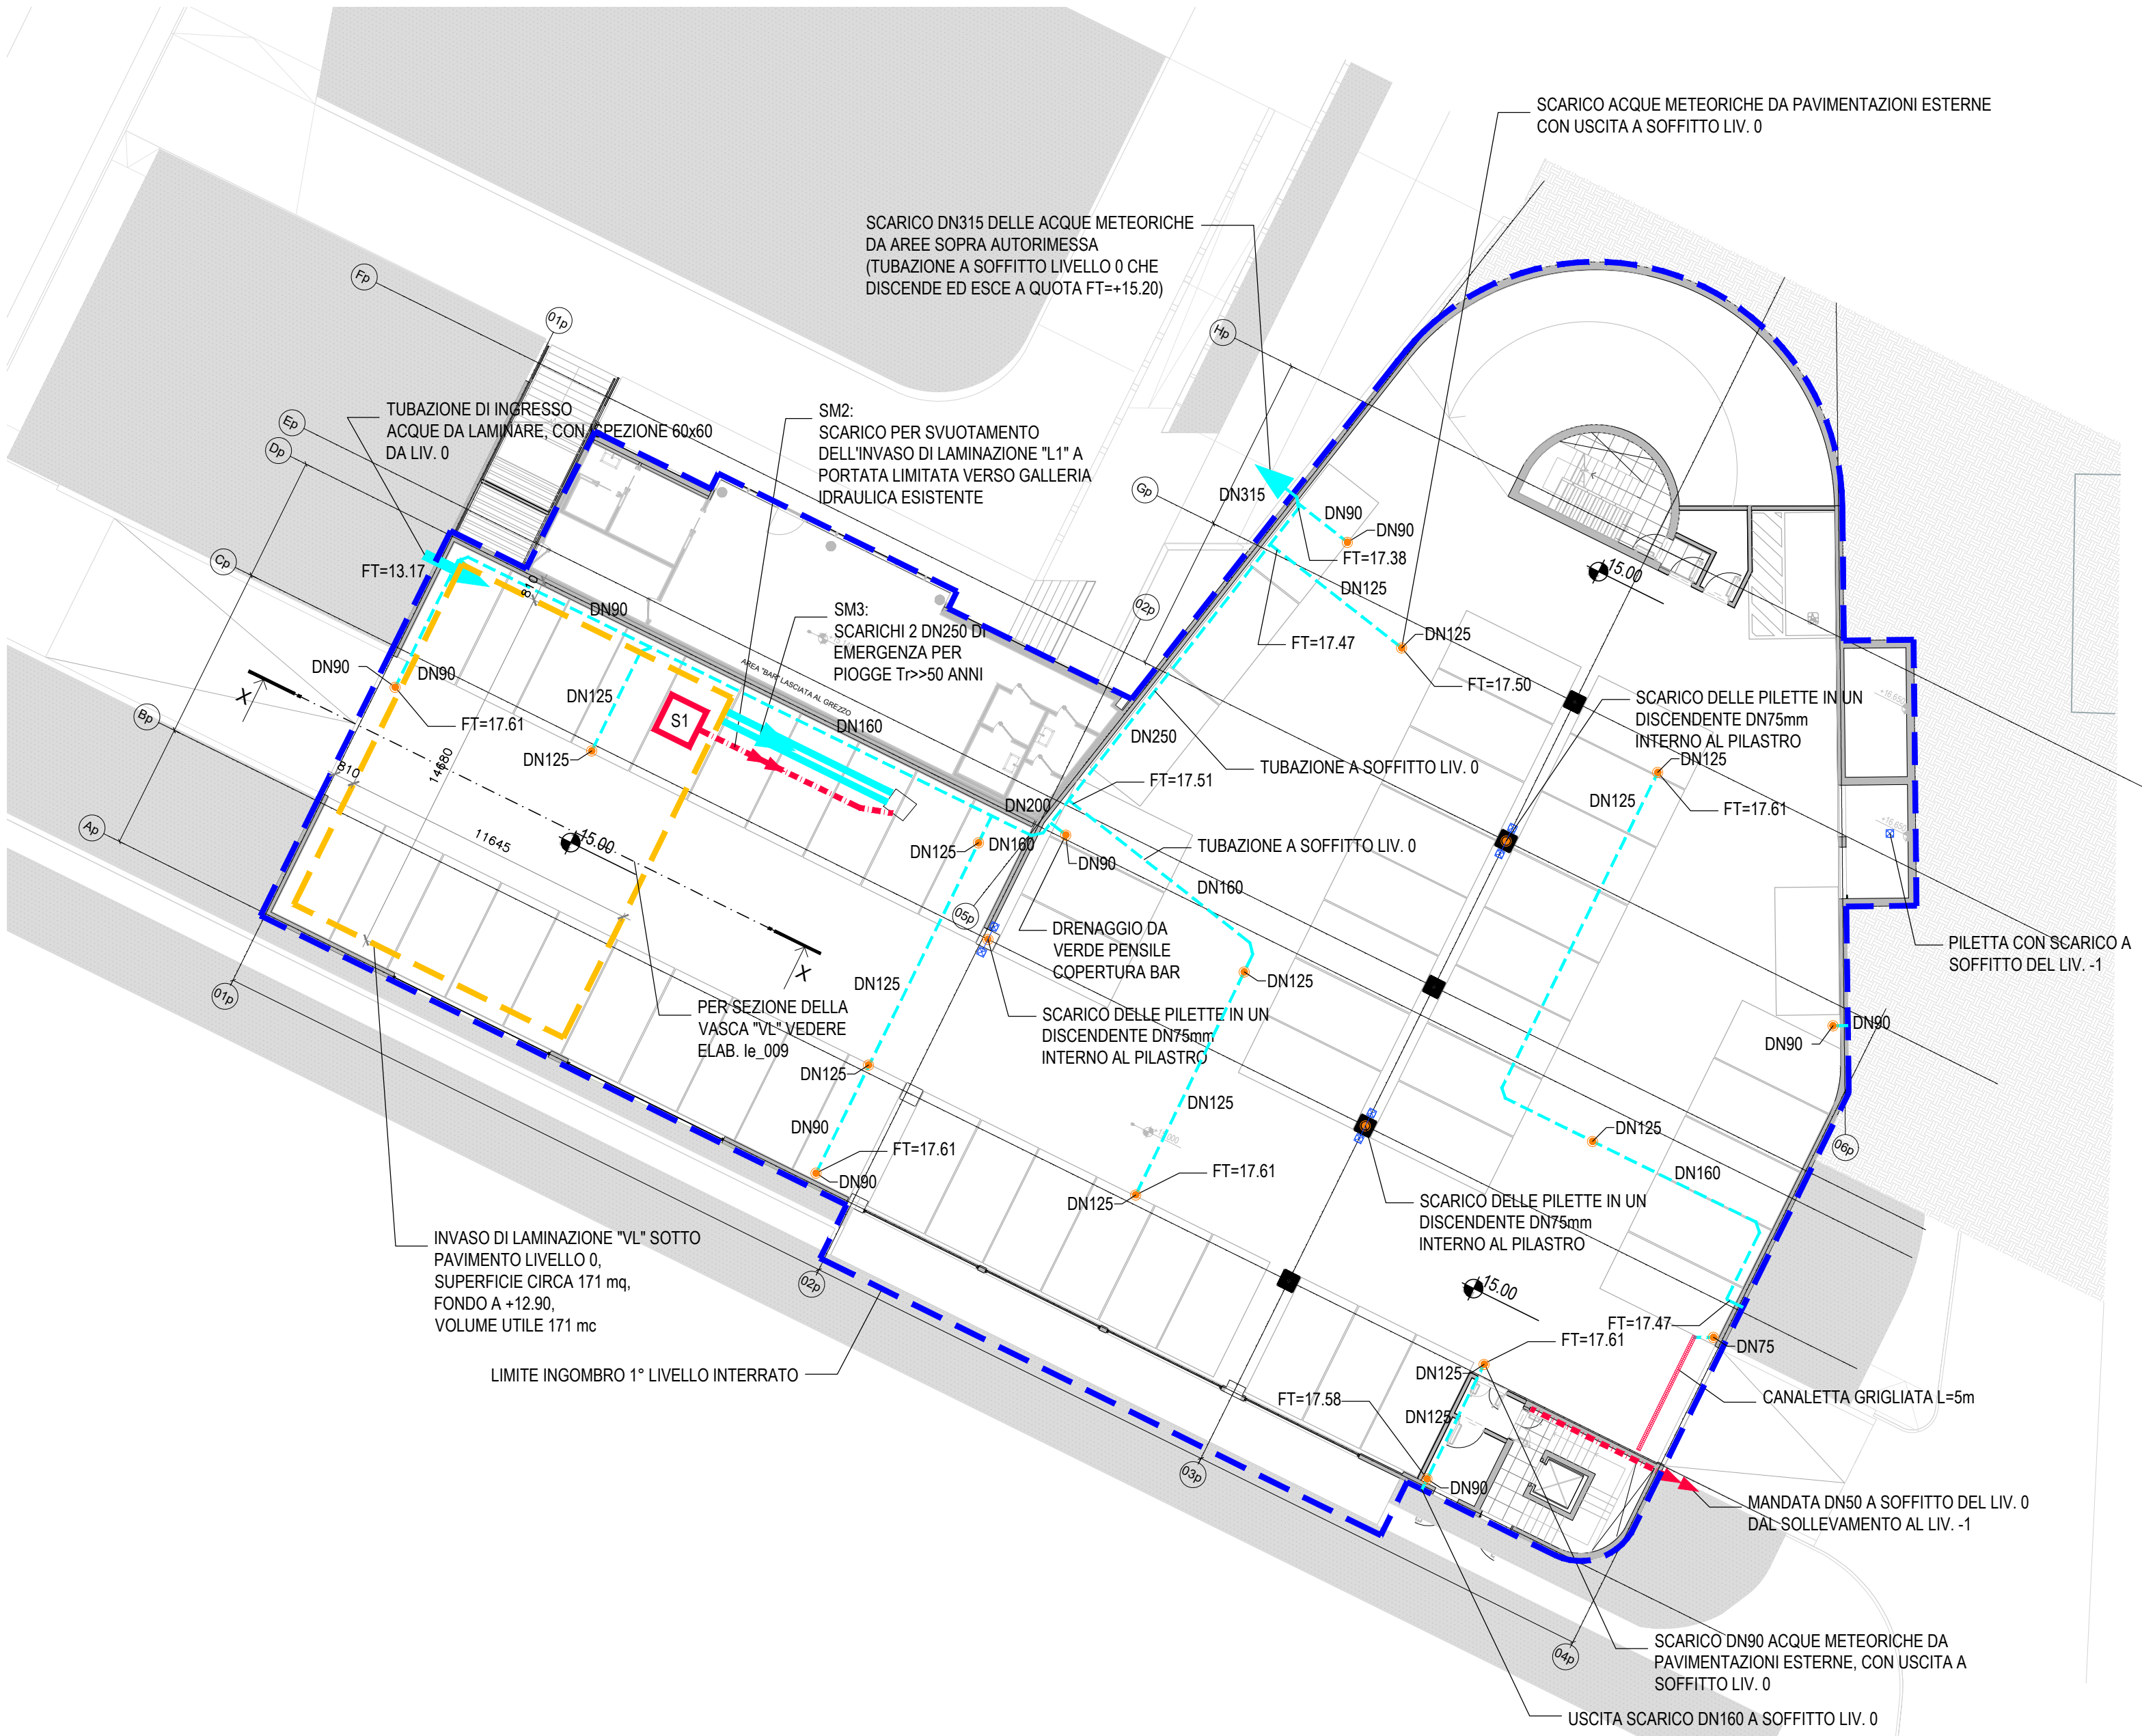 SCARICO ACQUE METEORICHE DA PAVIMENTAZIONI ESTERNE
CON USCITA A SOFFITTO LIV. 0
SCARICO DN315 DELLE ACQUE METEORICHE
DA AREE SOPRA AUTORIMESSA
(TUBAZIONE A SOFFITTO LIVELLO 0 CHE
DISCENDE ED ESCE A QUOTA FT=+15.20)
Fp
01p
Hp
Ep
Dp
Gp
Cp
02p
Bp
Ap
TUBAZIONE DI INGRESSO
ACQUE DA LAMINARE, CON ISPEZIONE 60x60
DA LIV. 0
SM2:
SCARICO PER SVUOTAMENTO
DELL'INVASO DI LAMINAZIONE "L1" A
PORTATA LIMITATA VERSO GALLERIA
IDRAULICA ESISTENTE
DN315
DN90
DN90
FT=17.38
DN125
FT=17.47
DN125
FT=17.50
15.00
FT=13.17
810
DN90
SM3:
SCARICHI 2 DN250 DI
EMERGENZA PER
PIOGGE Tr>>50 ANNI
AREA "BAR" LASCIATA AL GREZZO
DN90
DN90
X
FT=17.61
DN125
S1
DN160
DN125
14680
810
11645
15.00
DN250
TUBAZIONE A SOFFITTO LIV. 0
FT=17.51
DN200
TUBAZIONE A SOFFITTO LIV. 0
SCARICO DELLE PILETTE IN UN
DISCENDENTE DN75mm
INTERNO AL PILASTRO
DN125
DN125
FT=17.61
+16.650
+16.650
DN125
DN160
DN90
DN160
05p
DRENAGGIO DA
VERDE PENSILE
COPERTURA BAR
DN125
PILETTA CON SCARICO A
SOFFITTO DEL LIV. -1
X
DN125
01p
PER SEZIONE DELLA
VASCA "VL" VEDERE
ELAB. Ie_009
SCARICO DELLE PILETTE IN UN
DISCENDENTE DN75mm
INTERNO AL PILASTRO
DN90
DN90
DN125
DN125
DN90
FT=17.61
DN90
DN125
FT=17.61
DN125
06p
DN160
SCARICO DELLE PILETTE IN UN
DISCENDENTE DN75mm
INTERNO AL PILASTRO
INVASO DI LAMINAZIONE "VL" SOTTO
PAVIMENTO LIVELLO 0,
SUPERFICIE CIRCA 171 mq,
FONDO A +12.90,
VOLUME UTILE 171 mc
02p
15.00
FT=17.47
FT=17.61
DN75
LIMITE INGOMBRO 1° LIVELLO INTERRATO
DN125
FT=17.58
DN125
CANALETTA GRIGLIATA L=5m
03p
DN90
MANDATA DN50 A SOFFITTO DEL LIV. 0
DAL SOLLEVAMENTO AL LIV. -1
04p
SCARICO DN90 ACQUE METEORICHE DA
PAVIMENTAZIONI ESTERNE, CON USCITA A
SOFFITTO LIV. 0
USCITA SCARICO DN160 A SOFFITTO LIV. 0